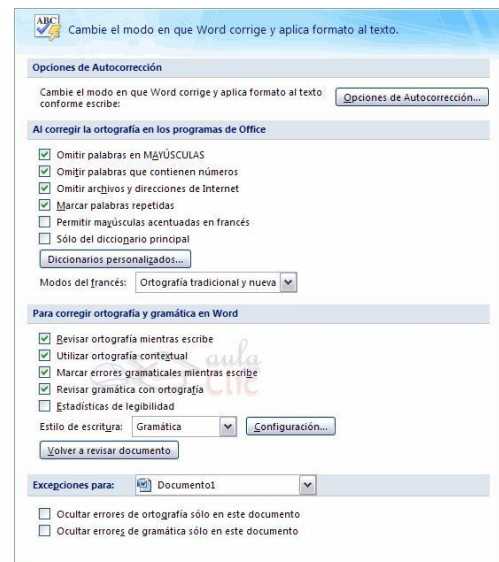 ABC
Cambie el modo en que Word corrige y aplica formato al texto.
Opciones de Autocorrección
Cambie el modo en que Word corrige y aplica formato al texto
conforme escribe:
Opciones de Autocorrección...
Al corregir la ortografía en los programas de Office
Omitir palabras en MAYÚSCULAS
Omitir palabras que contienen números
Omitir archivos y direcciones de Internet
Marcar palabras repetidas
Permitir mayúsculas acentuadas en francés
Sólo del diccionario principal
Diccionarios personalizados...
Modos del francés: Ortografía tradicional y nueva
Para corregir ortografía y gramática en Word
Revisar ortografía mientras escribe
Utilizar ortografía contextual
Marcar errores gramaticales mientras escribe
Revisar gramática con ortografía
aula
clic
Estadísticas de legibilidad
Estilo de escritura: Gramática Configuración...
Volver a revisar documento
Excepciones para: Documento1
Ocultar errores de ortografía sólo en este documento
Ocultar errores de gramática sólo en este documento